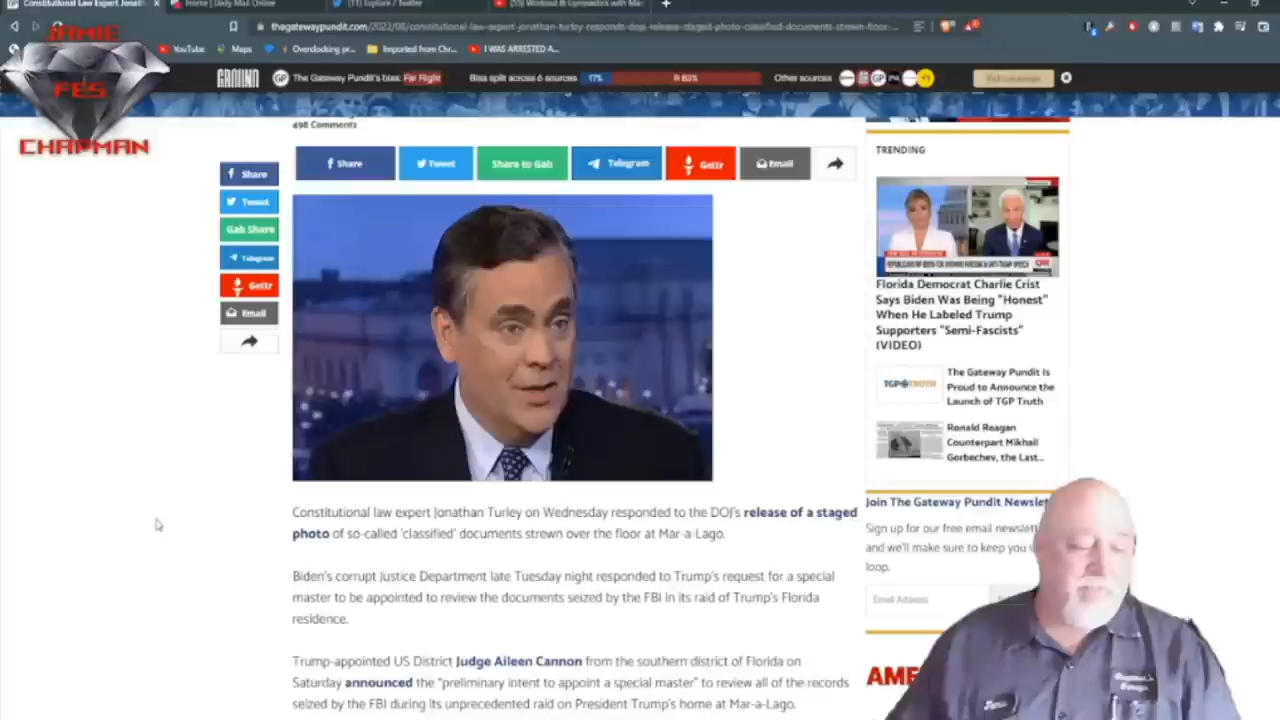 Constitutional Law Expert Jonath
Home | Daily Mail Online
(11) Explore / Twitter
thegatewaypundit.com/2022/08/constitutional-law-expert-jonathan-turley-responds-dojs-release-staged-photo-classified-documents-strewn-floor-...
YouTube
Maps
Overclocking pr...
Imported from Chr...
I WAS ARRESTED A...
JAMIE
FES
CHAPMAN
GROUND
GP
The Gateway Pundit's bias: Far Right
Bias split across 6 sources
17%
R 83%
Other sources
498 Comments
Share
Tweet
Share to Gab
Telegram
Gettr
Email
Share
Tweet
Gab Share
Telegram
Gettr
Email
Constitutional law expert Jonathan Turley on Wednesday responded to the DOJ's release of a staged
photo of so-called 'classified' documents strewn over the floor at Mar-a-Lago.
Biden's corrupt Justice Department late Tuesday night responded to Trump's request for a special
master to be appointed to review the documents seized by the FBI in its raid of Trump's Florida
residence.
Trump-appointed US District Judge Aileen Cannon from the southern district of Florida on
Saturday announced the "preliminary intent to appoint a special master" to review all of the records
seized by the FBI during its unprecedented raid on President Trump's home at Mar-a-Lago.
TRENDING
CNN
Florida Democrat Charlie Crist
Says Biden Was Being "Honest"
When He Labeled Trump
Supporters "Semi-Fascists"
(VIDEO)
TGP TRUTH
The Gateway Pundit Is
Proud to Announce the
Launch of TGP Truth
Ronald Reagan
Counterpart Mikhail
Gorbechev, the Last...
Join The Gateway Pundit Newslet
Sign up for our free email newslett
and we'll make sure to keep you
loop.
Email Address
AME